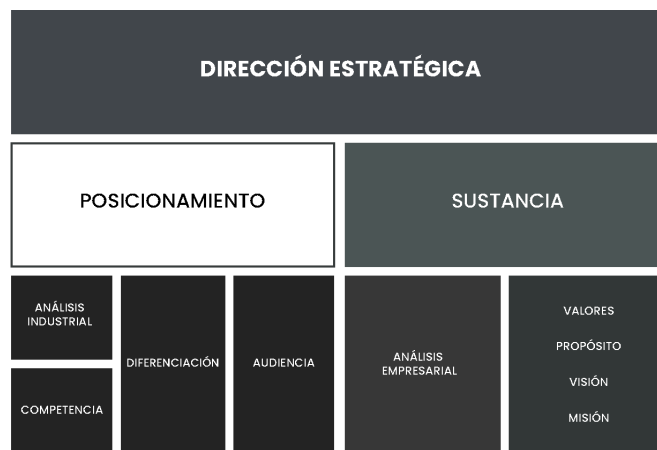 DIRECCIÓN ESTRATÉGICA
POSICIONAMIENTO
SUSTANCIA
ANÁLISIS
INDUSTRIAL
COMPETENCIA
DIFERENCIACIÓN
AUDIENCIA
ANÁLISIS
EMPRESARIAL
VALORES
PROPÓSITO
VISIÓN
MISIÓN